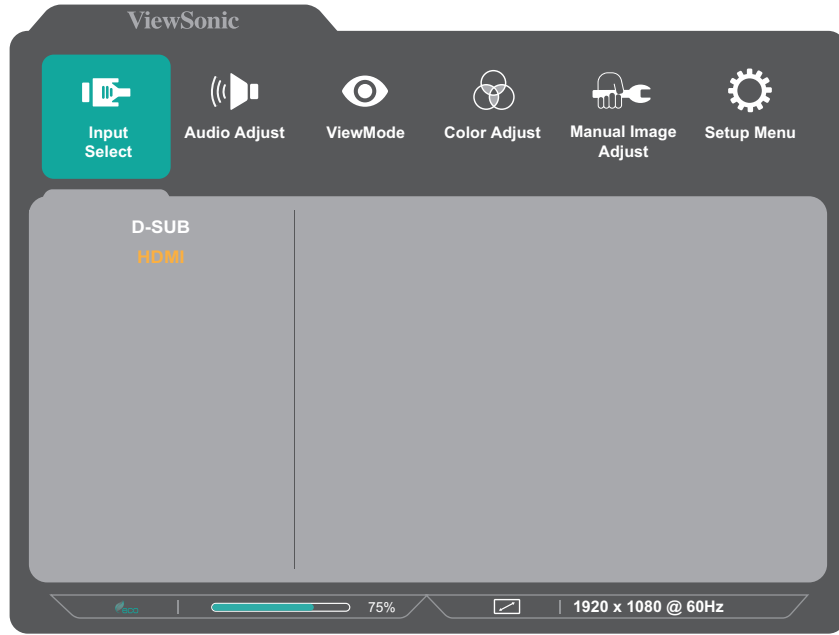 ViewSonic
Input
Select
Audio Adjust
ViewMode
Color Adjust
Manual Image
Adjust
Setup Menu
D-SUB
HDMI
eco | 75% | 1920 x 1080 @ 60Hz